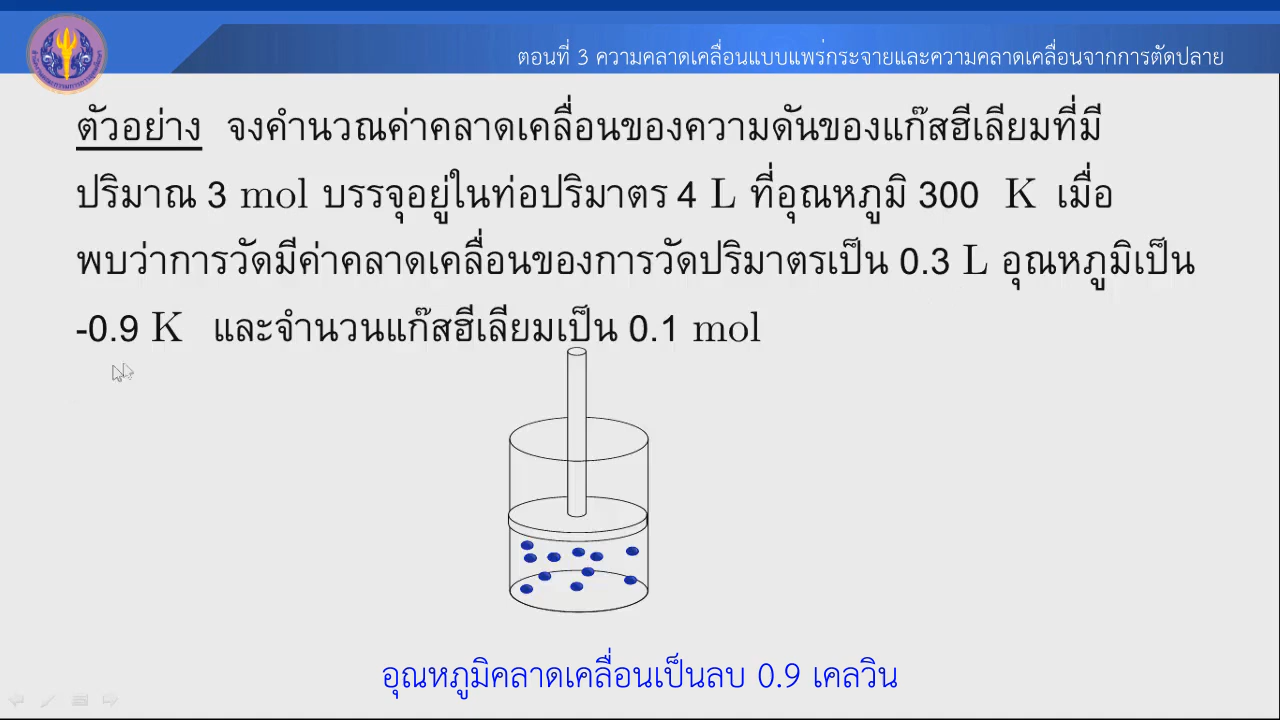 ตอนที่ 3 ความคลาดเคลื่อนแบบแพร่กระจายและความคลาดเคลื่อนจากการตัดปลาย
ตัวอย่าง จงคำนวณค่าคลาดเคลื่อนของความดันของแก๊สฮีเลียมที่มี
ปริมาณ 3 mol บรรจุอยู่ในท่อปริมาตร 4 L ที่อุณหภูมิ 300 K เมื่อ
พบว่าการวัดมีค่าคลาดเคลื่อนของการวัดปริมาตรเป็น 0.3 L อุณหภูมิเป็น
-0.9 K และจำนวนแก๊สฮีเลียมเป็น 0.1 mol
อุณหภูมิคลาดเคลื่อนเป็นลบ 0.9 เคลวิน